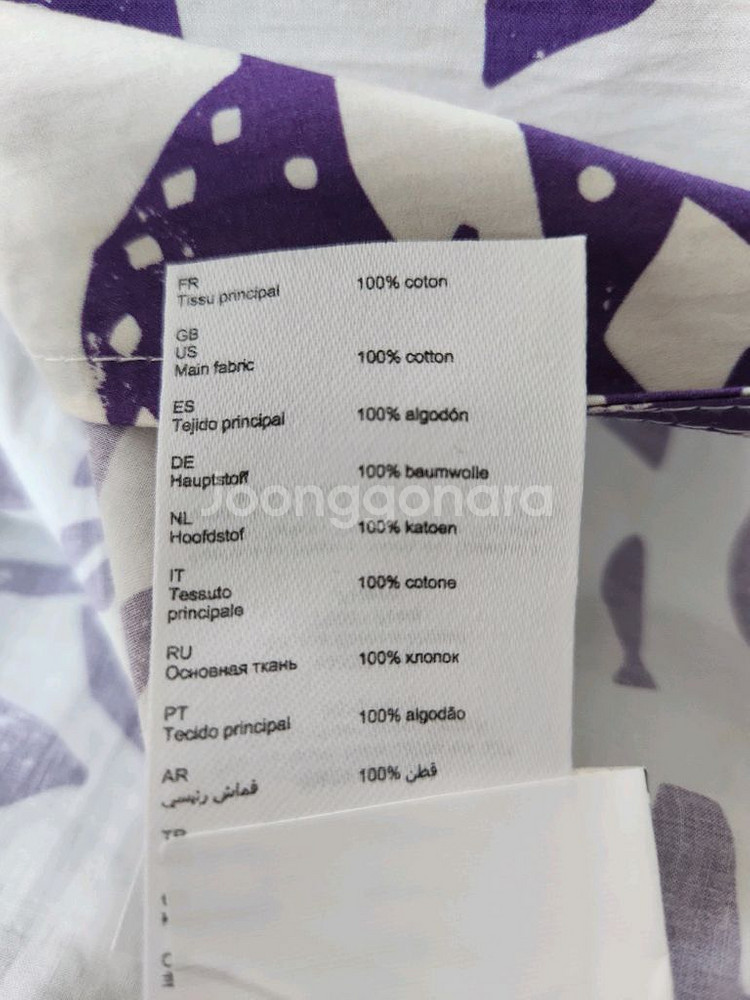 FR
Tissu principal 100% coton
GB
US
Main fabric 100% cotton
ES
Tejido principal 100% algodón
DE
Hauptstoff 100% baumwolle
Joonggonara
NL
Hoofdstof 100% katoen
IT
Tessuto 100% cotone
principale
RU
Основная ткань 100% хлопок
PT
Tecido principal 100% algodão
AR
قماش رئيسي 100% قطن
TR